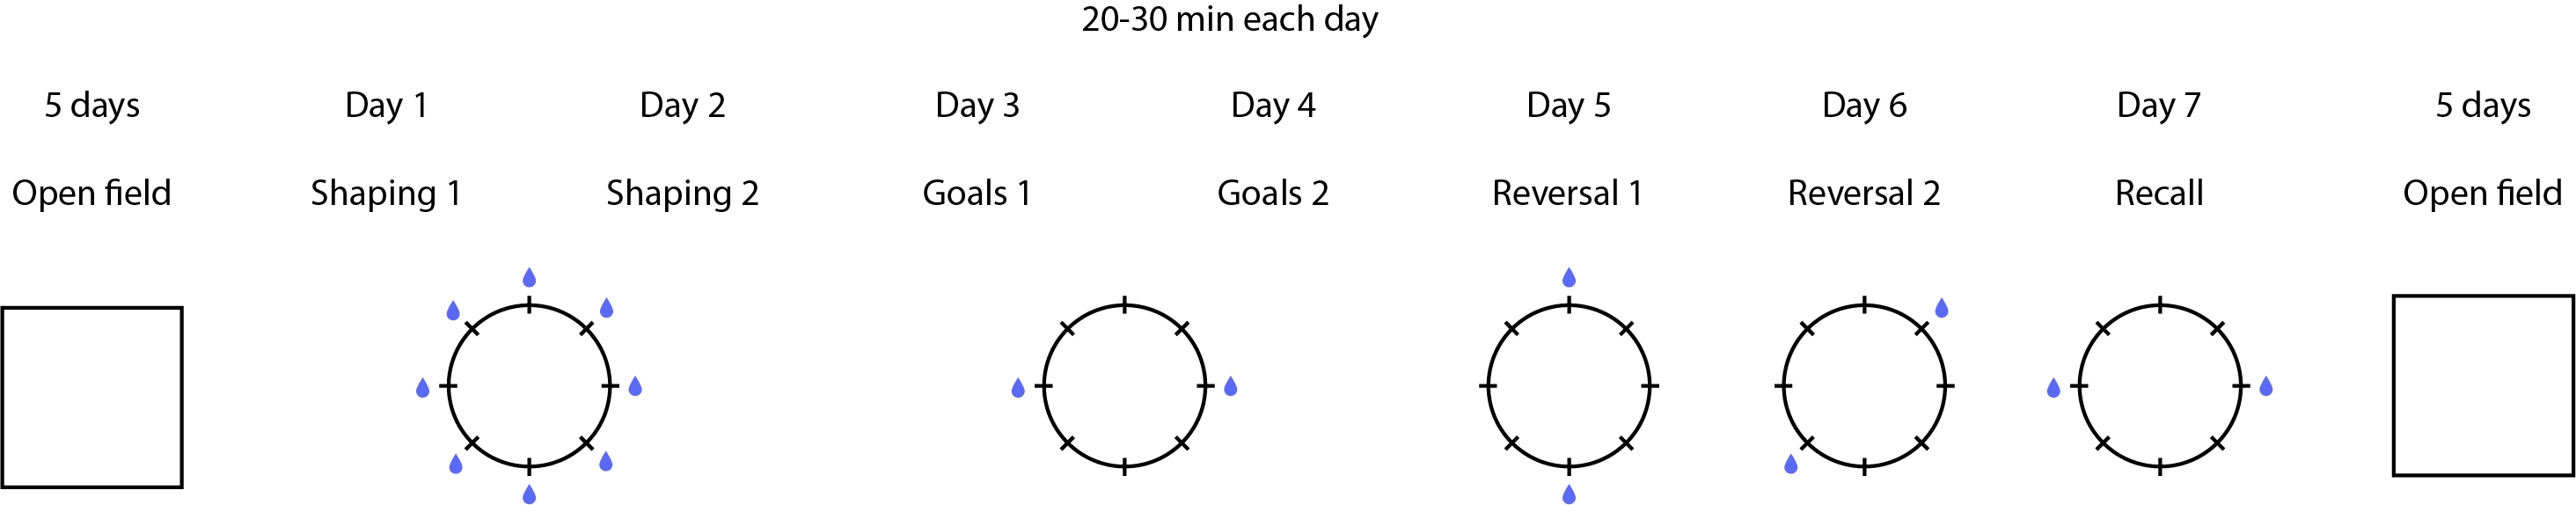 20-30 min each day
5 days Day 1 Day 2 Day 3 Day 4 Day 5 Day 6 Day 7 5 days
Open field Shaping 1 Shaping 2 Goals 1 Goals 2 Reversal 1 Reversal 2 Recall Open field